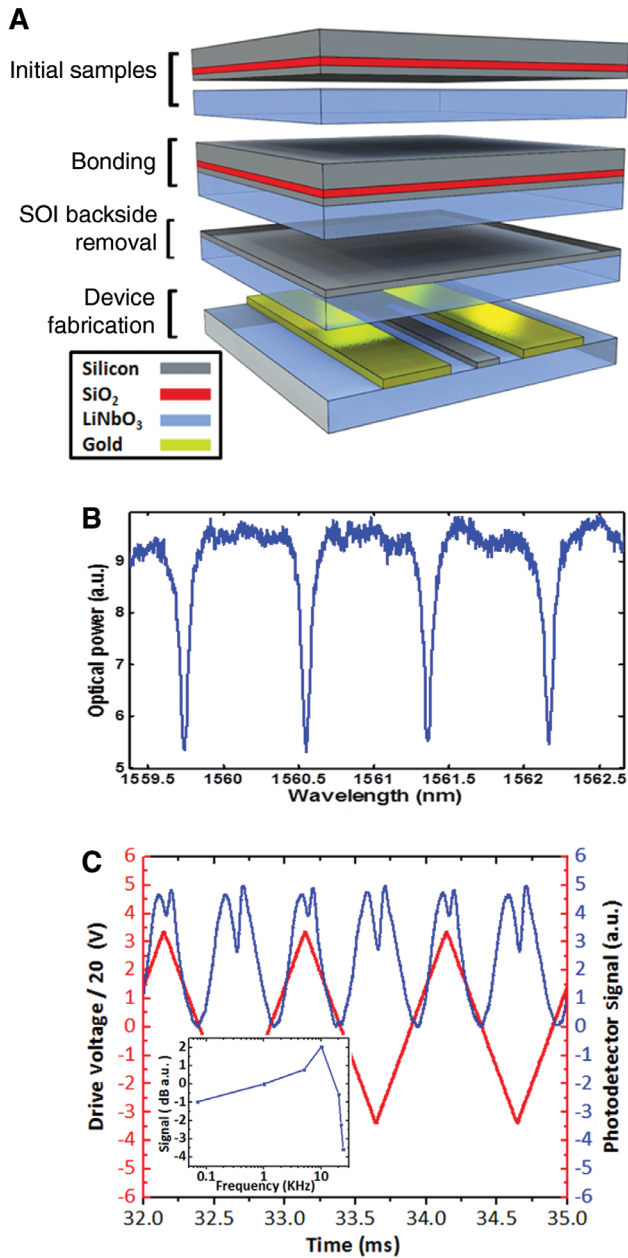 A
Initial samples
Bonding
SOI backside
removal
Device
fabrication
Silicon
SiO2
LiNbO3
Gold
B
Optical power (a.u.)
9
8
7
6
5
1559.5 1560 1560.5 1561 1561.5 1562 1562.5
Wavelength (nm)
C
Drive voltage / 20 (V)
6
5
4
3
2
1
0
-1
-2
-3
-4
-5
-6
Photodetector signal (a.u.)
6
5
4
3
2
1
0
-1
-2
-3
-4
-5
-6
Signal ( dB a.u. )
2
1
0
-1
-2
-3
-4
0.1 1 10
Frequency (KHz)
32.0 32.5 33.0 33.5 34.0 34.5 35.0
Time (ms)